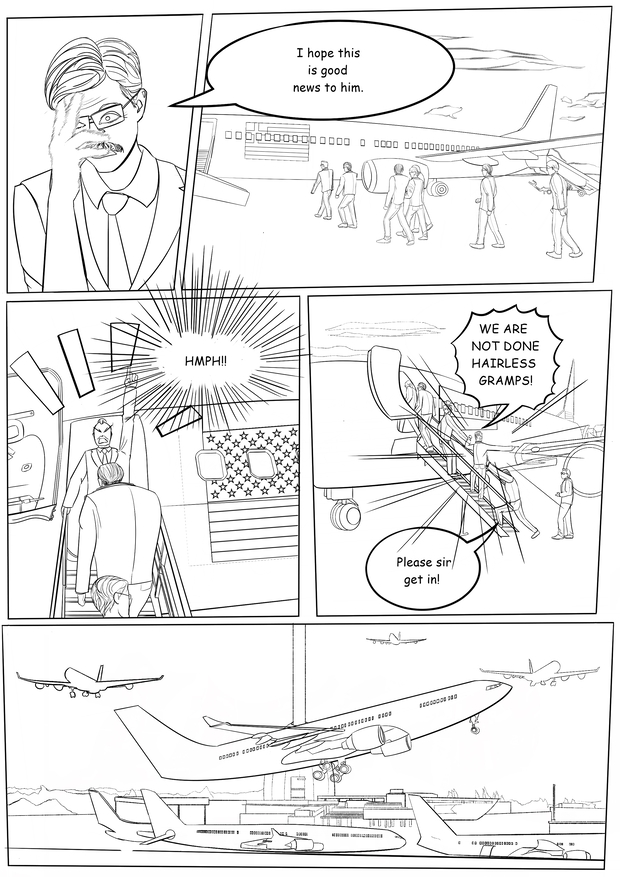 I hope this
is good
news to him.
HMPH!!
WE ARE
NOT DONE
HAIRLESS
GRAMPS!
Please sir
get in!